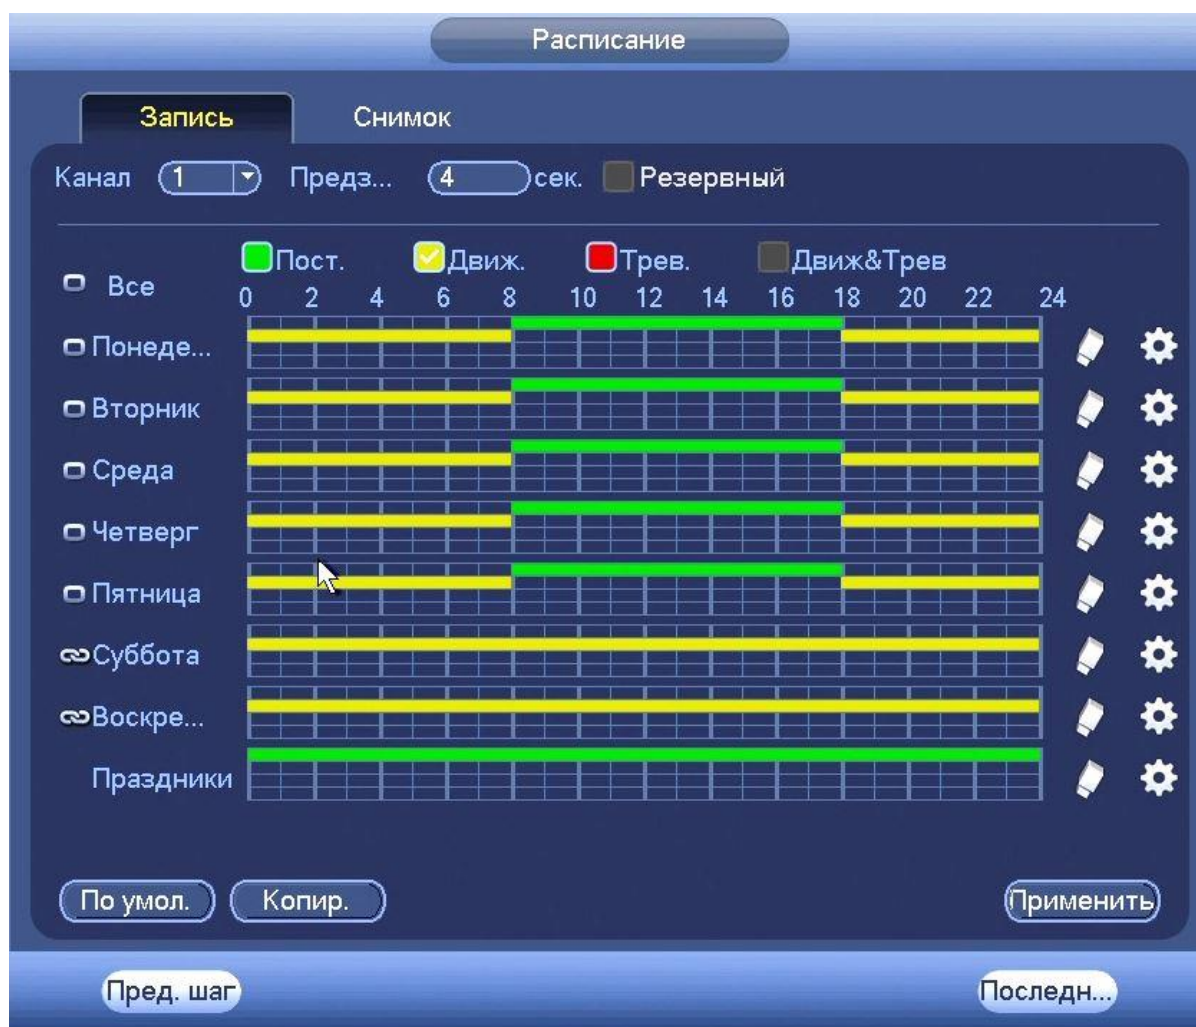 Расписание
Запись Снимок
Канал 1 Предз... 4 сек. Резервный
Пост. Движ. Трев. Движ&Трев
Все
0 2 4 6 8 10 12 14 16 18 20 22 24
Понеде...
Вторник
Среда
Четверг
Пятница
Суббота
Воскре...
Праздники
По умол. Копир. Применить
Пред. шаг Последн...